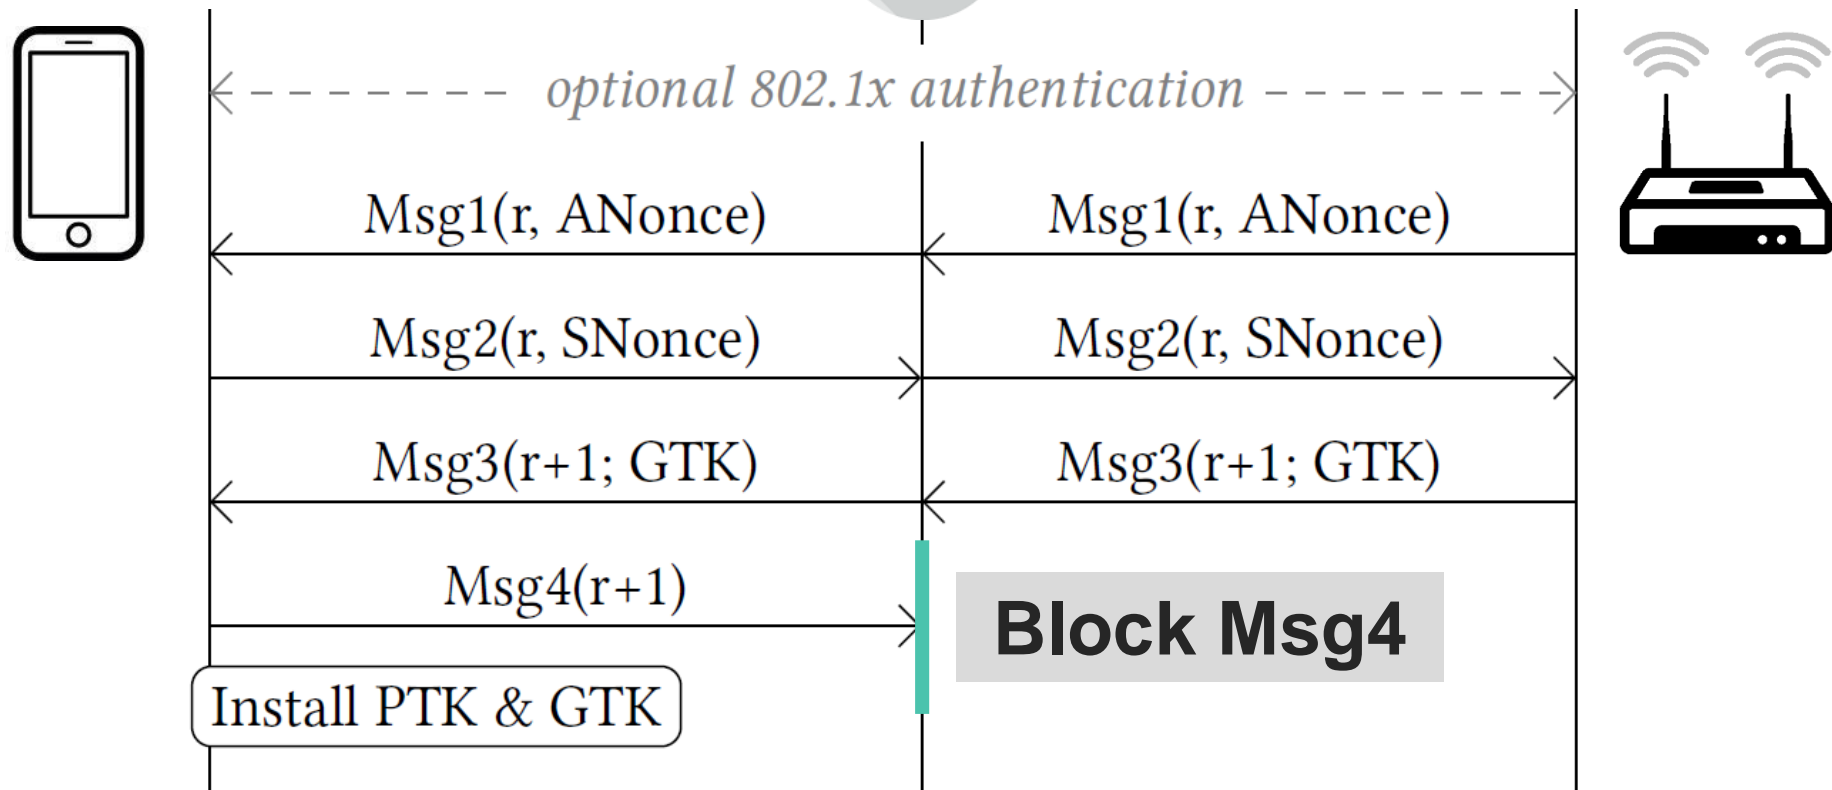 optional 802.1x authentication
Msg1(r, ANonce) Msg1(r, ANonce)
Msg2(r, SNonce) Msg2(r, SNonce)
Msg3(r+1; GTK) Msg3(r+1; GTK)
Msg4(r+1)
Block Msg4
Install PTK & GTK